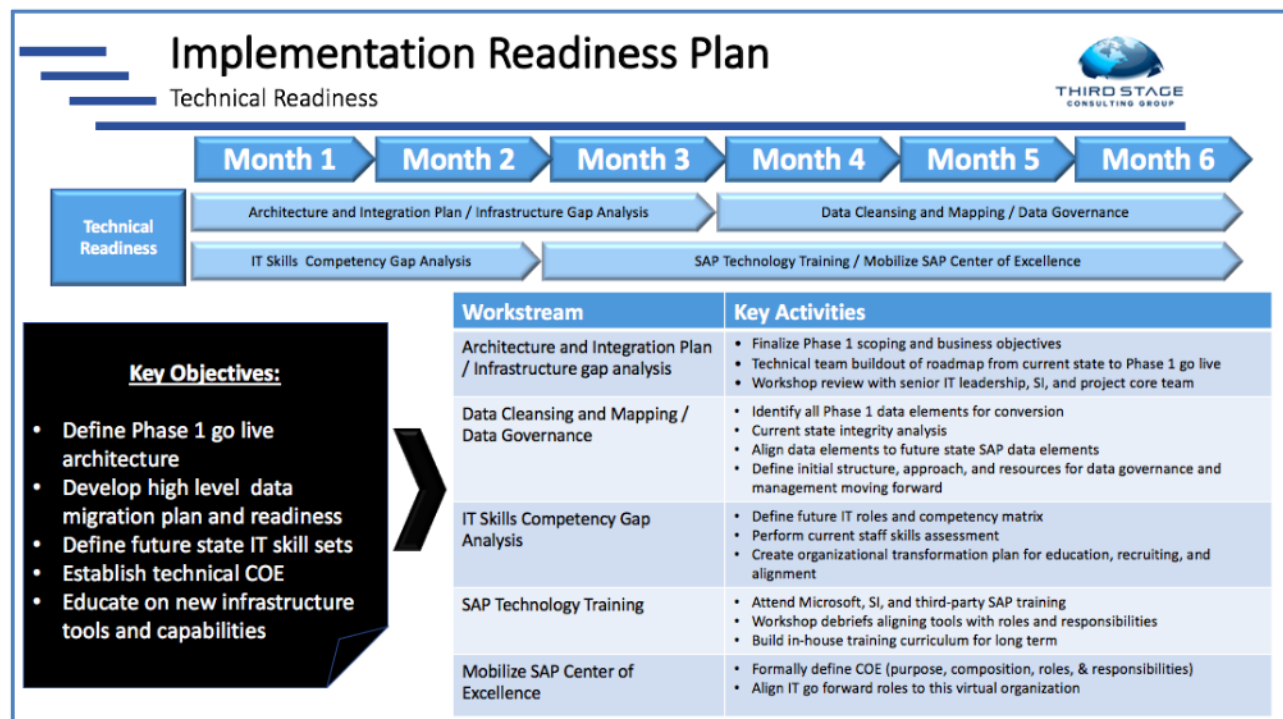 Implementation Readiness Plan
Technical Readiness
THIRD STAGE
CONSULTING GROUP
Month 1
Month 2
Month 3
Month 4
Month 5
Month 6
Technical
Readiness
Architecture and Integration Plan / Infrastructure Gap Analysis
Data Cleansing and Mapping / Data Governance
IT Skills Competency Gap Analysis
SAP Technology Training / Mobilize SAP Center of Excellence
Key Objectives:
• Define Phase 1 go live
architecture
• Develop high level data
migration plan and readiness
• Define future state IT skill sets
• Establish technical COE
• Educate on new infrastructure
tools and capabilities
Workstream
Key Activities
Architecture and Integration Plan
/ Infrastructure gap analysis
• Finalize Phase 1 scoping and business objectives
• Technical team buildout of roadmap from current state to Phase 1 go live
• Workshop review with senior IT leadership, SI, and project core team
Data Cleansing and Mapping /
Data Governance
• Identify all Phase 1 data elements for conversion
• Current state integrity analysis
• Align data elements to future state SAP data elements
• Define initial structure, approach, and resources for data governance and
management moving forward
IT Skills Competency Gap
Analysis
• Define future IT roles and competency matrix
• Perform current staff skills assessment
• Create organizational transformation plan for education, recruiting, and
alignment
SAP Technology Training
• Attend Microsoft, SI, and third-party SAP training
• Workshop debriefs aligning tools with roles and responsibilities
• Build in-house training curriculum for long term
Mobilize SAP Center of
Excellence
• Formally define COE (purpose, composition, roles, & responsibilities)
• Align IT go forward roles to this virtual organization